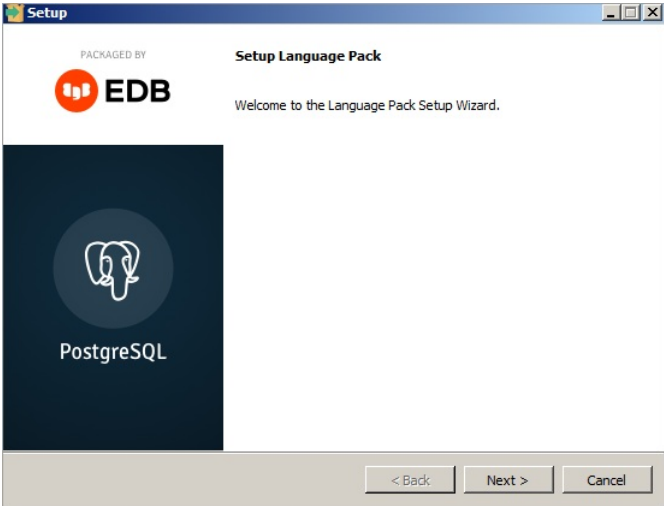 Setup
PACKAGED BY
EDB
Setup Language Pack
Welcome to the Language Pack Setup Wizard.
PostgreSQL
< Back
Next >
Cancel